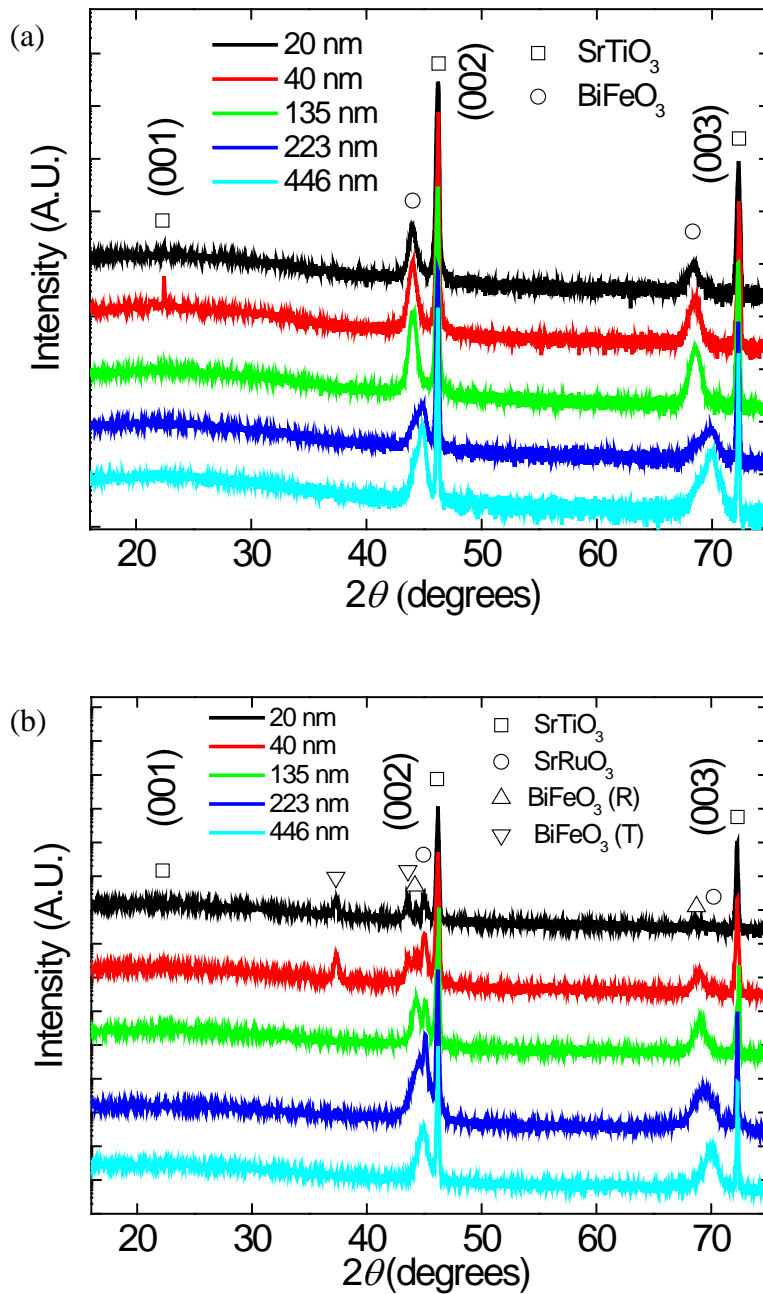 (a)
20 nm
40 nm
135 nm
223 nm
446 nm
SrTiO3
BiFeO3
(001)
(002)
(003)
Intensity (A.U.)
20 30 40 50 60 70
2θ (degrees)
(b)
20 nm
40 nm
135 nm
223 nm
446 nm
SrTiO3
SrRuO3
BiFeO3 (R)
BiFeO3 (T)
(001)
(002)
(003)
Intensity (A.U.)
20 30 40 50 60 70
2θ (degrees)